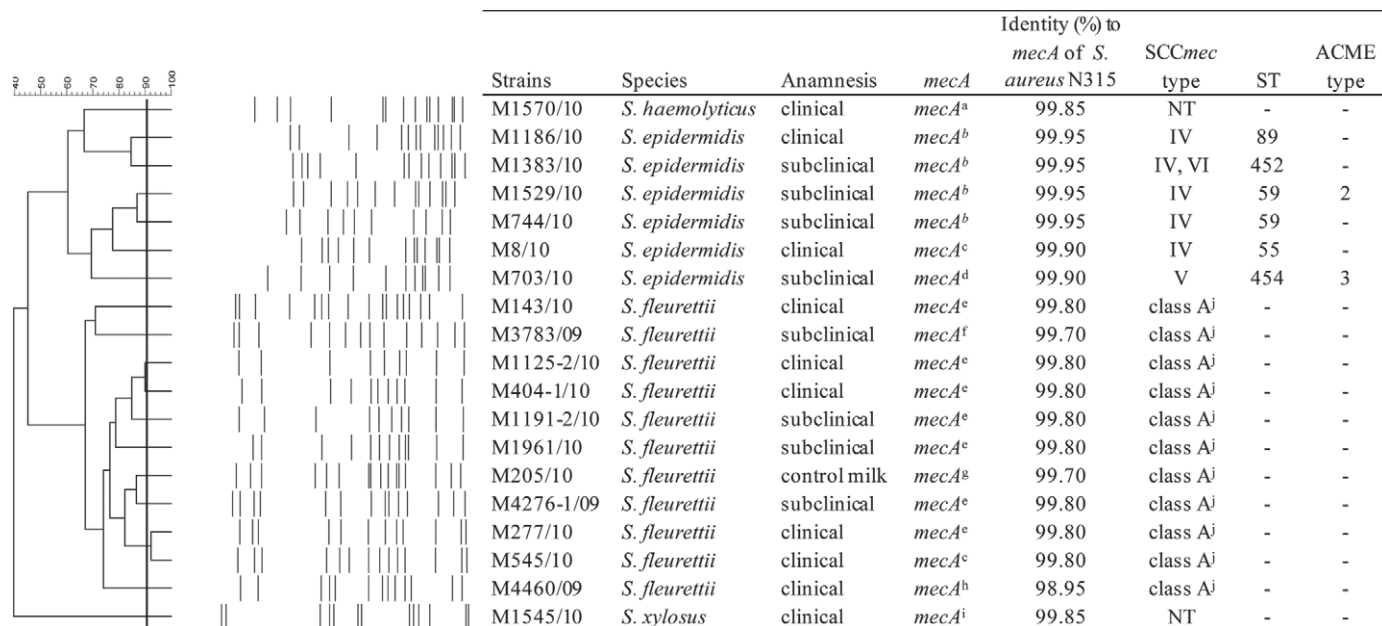 40 50 60 70 80 90 100
Identity (%) to
mecA of S. SCCmec ACME
Strains Species Anamnesis mecA aureus N315 type ST type
M1570/10 S. haemolyticus clinical mecAᵃ 99.85 NT - -
M1186/10 S. epidermidis clinical mecAᵇ 99.95 IV 89 -
M1383/10 S. epidermidis subclinical mecAᵇ 99.95 IV, VI 452 -
M1529/10 S. epidermidis subclinical mecAᵇ 99.95 IV 59 2
M744/10 S. epidermidis subclinical mecAᵇ 99.95 IV 59 -
M8/10 S. epidermidis clinical mecAᶜ 99.90 IV 55 -
M703/10 S. epidermidis subclinical mecAᵈ 99.90 V 454 3
M143/10 S. fleurettii clinical mecAᵉ 99.80 class Aʲ - -
M3783/09 S. fleurettii subclinical mecAᶠ 99.70 class Aʲ - -
M1125-2/10 S. fleurettii clinical mecAᵉ 99.80 class Aʲ - -
M404-1/10 S. fleurettii clinical mecAᵉ 99.80 class Aʲ - -
M1191-2/10 S. fleurettii subclinical mecAᵉ 99.80 class Aʲ - -
M1961/10 S. fleurettii subclinical mecAᵉ 99.80 class Aʲ - -
M205/10 S. fleurettii control milk mecAᵍ 99.70 class Aʲ - -
M4276-1/09 S. fleurettii subclinical mecAᵉ 99.80 class Aʲ - -
M277/10 S. fleurettii clinical mecAᵉ 99.80 class Aʲ - -
M545/10 S. fleurettii clinical mecAᶜ 99.80 class Aʲ - -
M4460/09 S. fleurettii clinical mecAʰ 98.95 class Aʲ - -
M1545/10 S. xylosus clinical mecAⁱ 99.85 NT - -